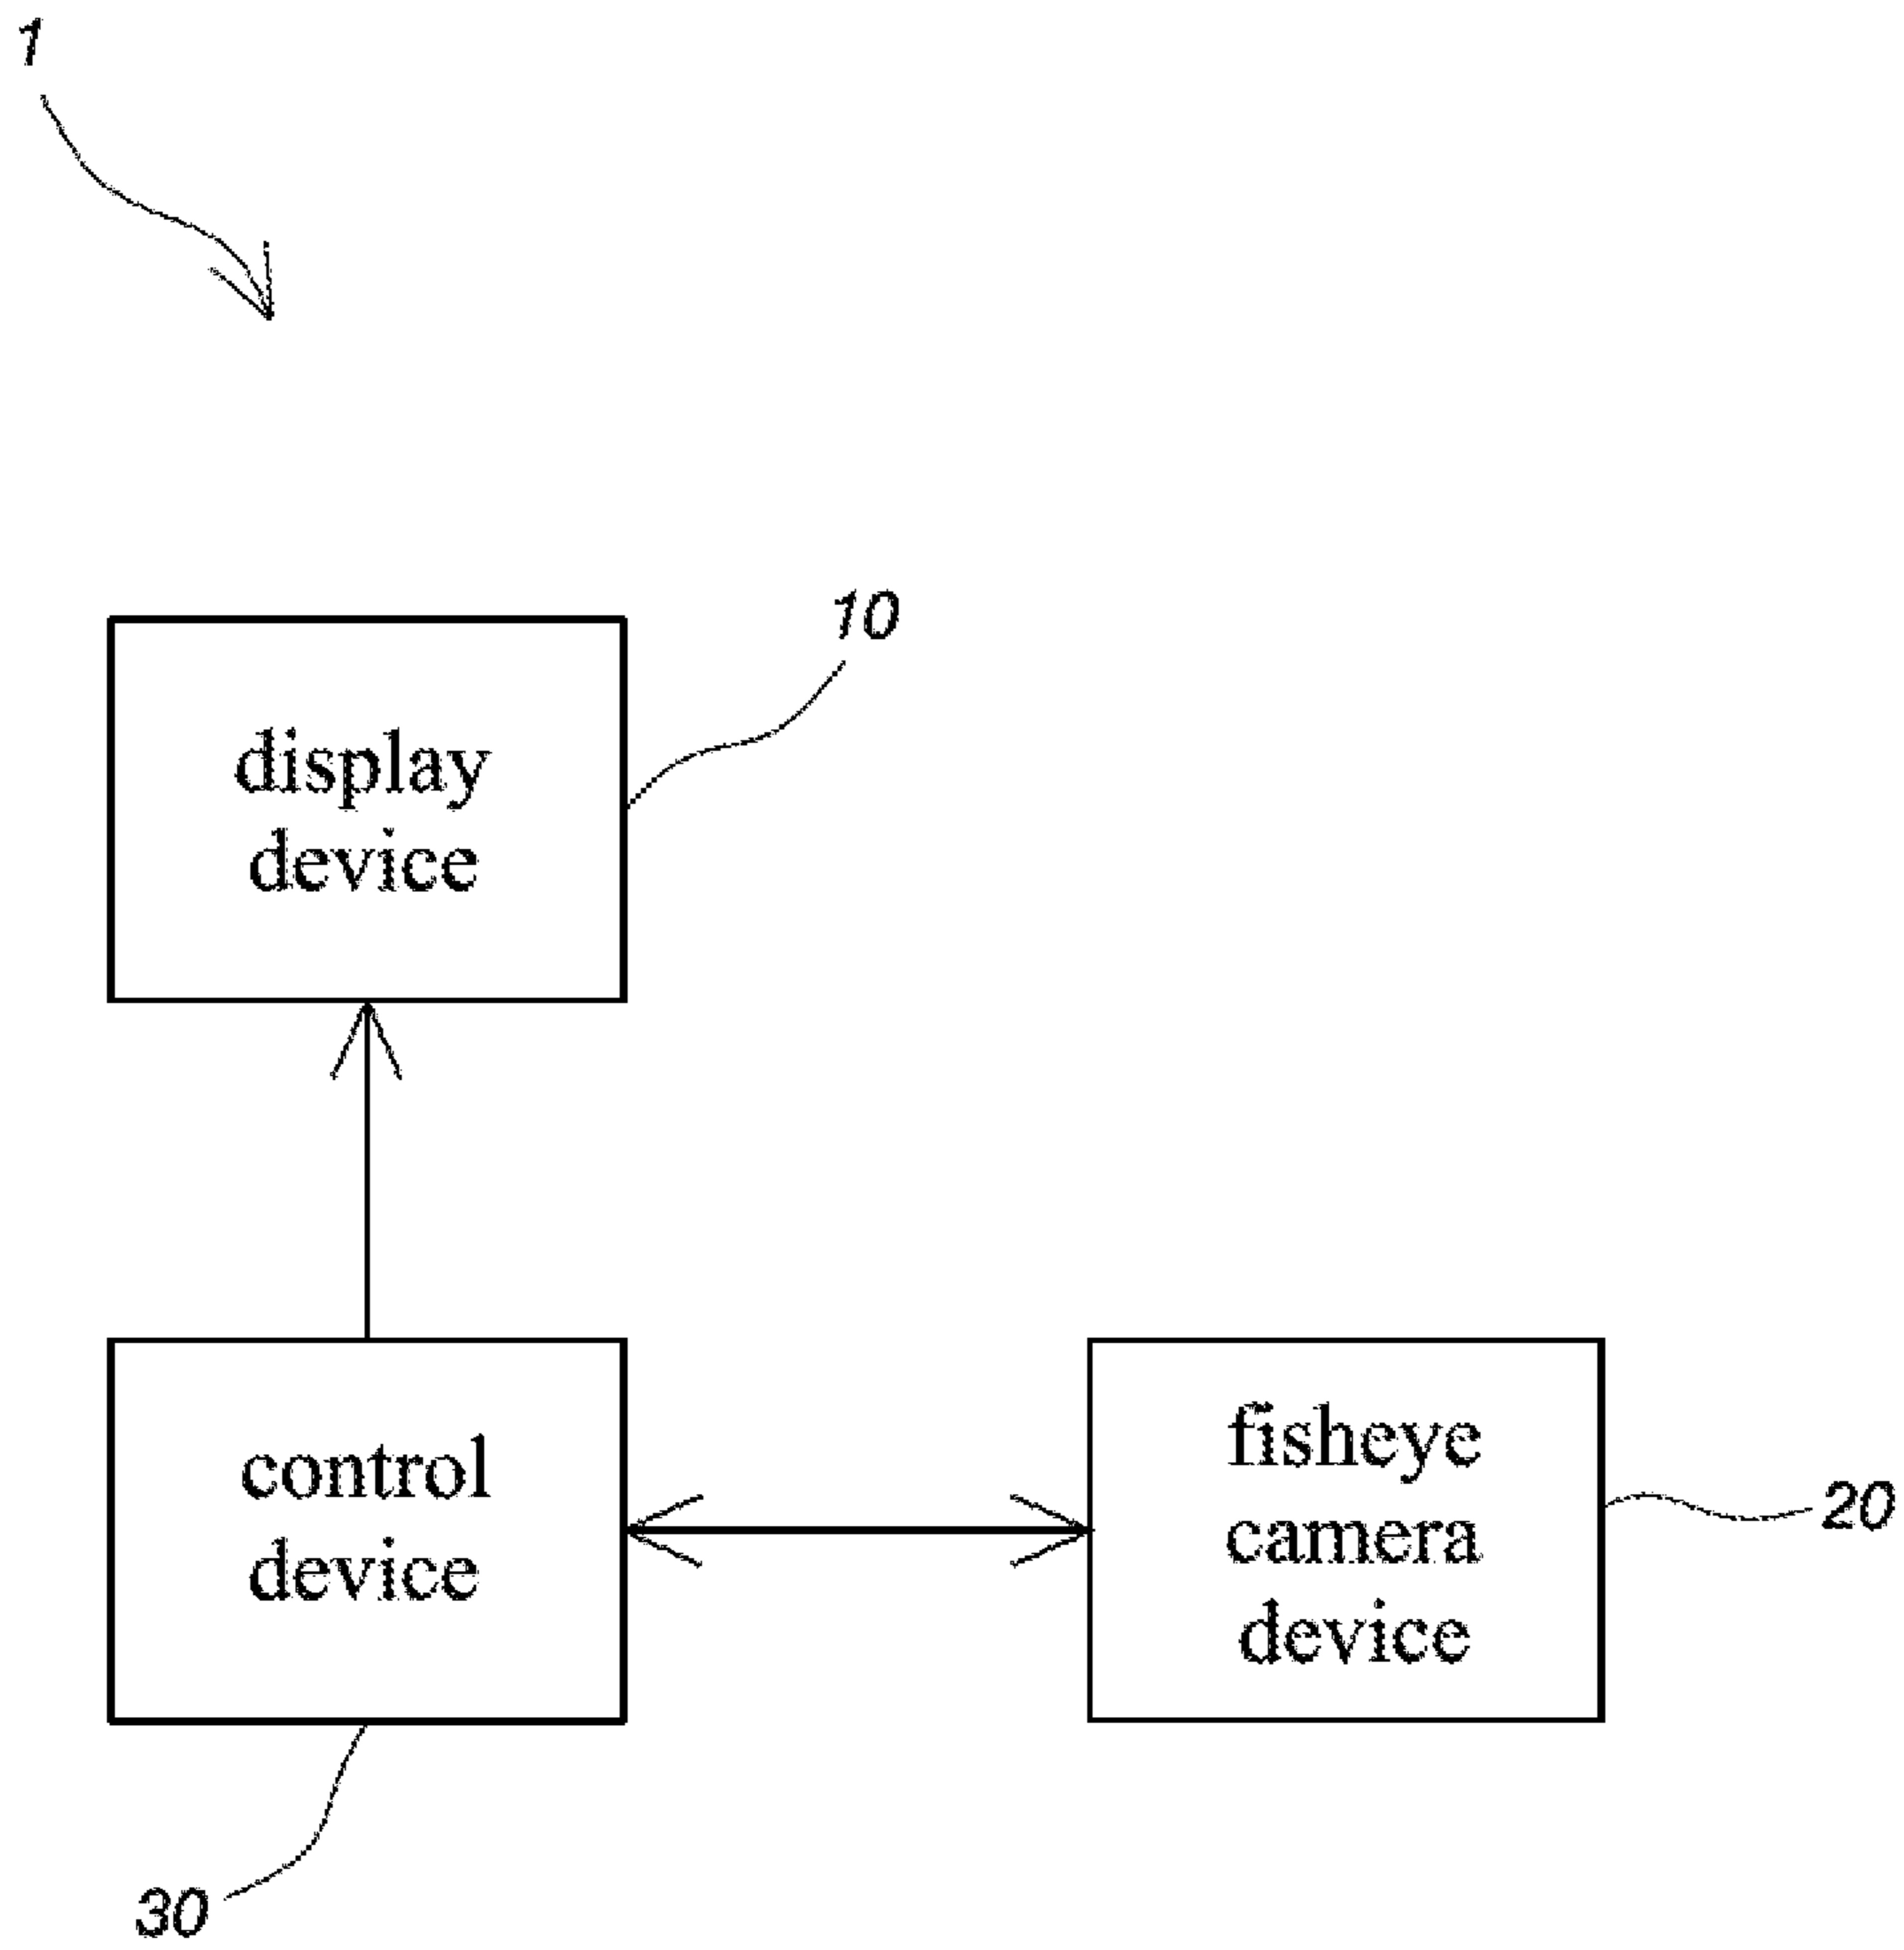 1
10
display
device
control
device
fisheye
camera
device
20
30